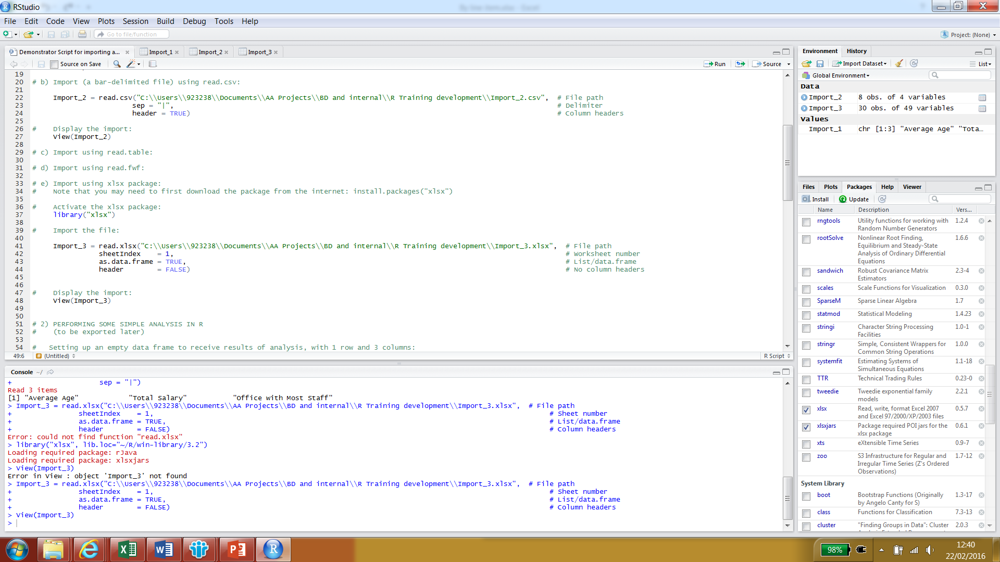 RStudio
File Edit Code View Plots Session Build Debug Tools Help
Go to file/function
Project: (None)
Demonstrator Script for importing a... Import_1 Import_2 Import_3
Source on Save Run Source
19
20 # b) Import (a bar-delimited file) using read.csv:
21
22 Import_2 = read.csv("C:\\Users\\923238\\Documents\\AA Projects\\BD and internal\\R Training development\\Import_2.csv", # File path
23 sep = "|", # Delimiter
24 header = TRUE) # Column headers
25
26 # Display the import:
27 View(Import_2)
28
29 # c) Import using read.table:
30
31 # d) Import using read.fwf:
32
33 # e) Import using xlsx package:
34 # Note that you may need to first download the package from the internet: install.packages("xlsx")
35
36 # Activate the xlsx package:
37 library("xlsx")
38
39 # Import the file:
40
41 Import_3 = read.xlsx("C:\\Users\\923238\\Documents\\AA Projects\\BD and internal\\R Training development\\Import_3.xlsx", # File path
42 sheetIndex = 1, # Worksheet number
43 as.data.frame = TRUE, # List/data.frame
44 header = FALSE) # No column headers
45
46
47 # Display the import:
48 View(Import_3)
49
50
51 # 2) PERFORMING SOME SIMPLE ANALYSIS IN R
52 # (to be exported later)
53
54 # Setting up an empty data frame to receive results of analysis, with 1 row and 3 columns:
49:6 (Untitled) R Script
Console ~/
+ sep = "|")
Read 3 items
[1] "Average Age" "Total Salary" "Office with Most Staff"
> Import_3 = read.xlsx("C:\\Users\\923238\\Documents\\AA Projects\\BD and internal\\R Training development\\Import_3.xlsx", # File path
+ sheetIndex = 1, # Sheet number
+ as.data.frame = TRUE, # List/data.frame
+ header = FALSE) # Column headers
Error: could not find function "read.xlsx"
> library("xlsx", lib.loc="~/R/win-library/3.2")
Loading required package: rJava
Loading required package: xlsxjars
> View(Import_3)
Error in View : object 'Import_3' not found
> Import_3 = read.xlsx("C:\\Users\\923238\\Documents\\AA Projects\\BD and internal\\R Training development\\Import_3.xlsx", # File path
+ sheetIndex = 1, # Sheet number
+ as.data.frame = TRUE, # List/data.frame
+ header = FALSE) # Column headers
> View(Import_3)
>
Environment History
Import Dataset List
Global Environment
Data
Import_2 8 obs. of 4 variables
Import_3 30 obs. of 49 variables
Values
Import_1 chr [1:3] "Average Age" "Tota...
Files Plots Packages Help Viewer
Install Update
Name Description Vers...
rngtools Utility functions for working with 1.2.4
Random Number Generators
rootSolve Nonlinear Root Finding, 1.6.6
Equilibrium and Steady-State
Analysis of Ordinary Differential
Equations
sandwich Robust Covariance Matrix 2.3-4
Estimators
scales Scale Functions for Visualization 0.3.0
SparseM Sparse Linear Algebra 1.7
statmod Statistical Modeling 1.4.23
stringi Character String Processing 1.0-1
Facilities
stringr Simple, Consistent Wrappers for 1.0.0
Common String Operations
systemfit Estimating Systems of 1.1-18
Simultaneous Equations
TTR Technical Trading Rules 0.23-0
tweedie Tweedie exponential family 2.2.1
models
xlsx Read, write, format Excel 2007 0.5.7
and Excel 97/2000/XP/2003 files
xlsxjars Package required POI jars for the 0.6.1
xlsx package
xts eXtensible Time Series 0.9-7
zoo S3 Infrastructure for Regular and 1.7-12
Irregular Time Series (Z's Ordered
Observations)
System Library
boot Bootstrap Functions (Originally 1.3-17
by Angelo Canty for S)
class Functions for Classification 7.3-13
cluster "Finding Groups in Data": Cluster 2.0.3
98%
12:40
22/02/2016